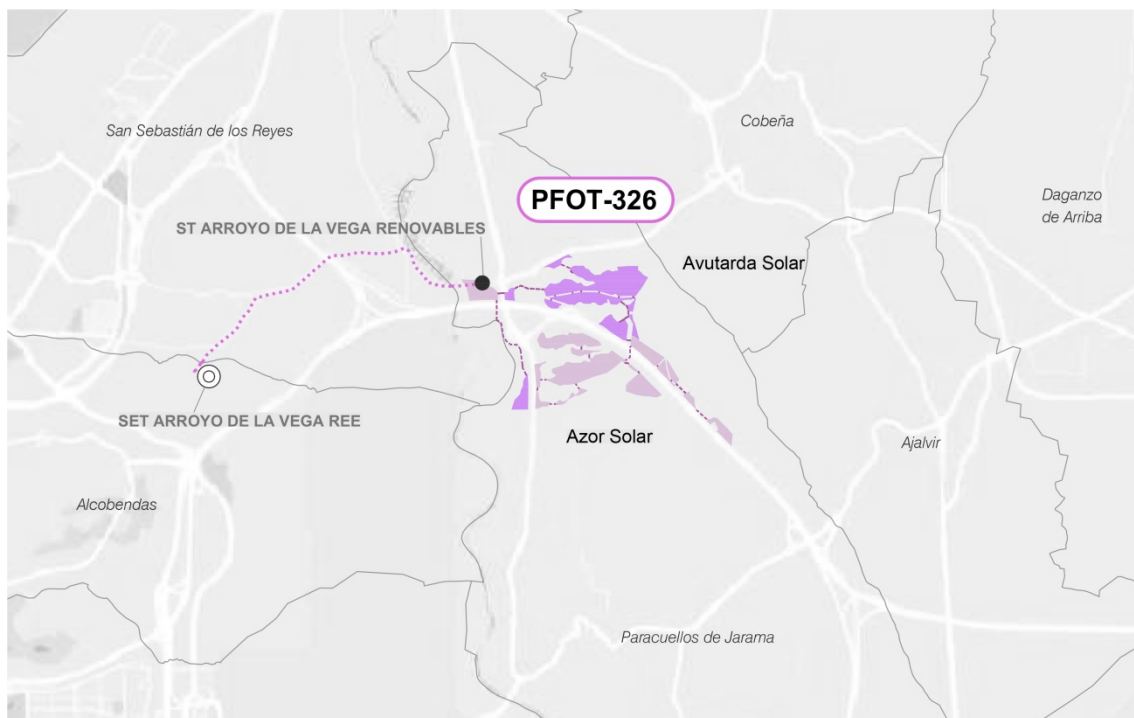 San Sebastián de los Reyes
Cobeña
PFOT-326
Daganzo
de Arriba
ST ARROYO DE LA VEGA RENOVABLES
Avutarda Solar
SET ARROYO DE LA VEGA REE
Azor Solar
Ajalvir
Alcobendas
Paracuellos de Jarama